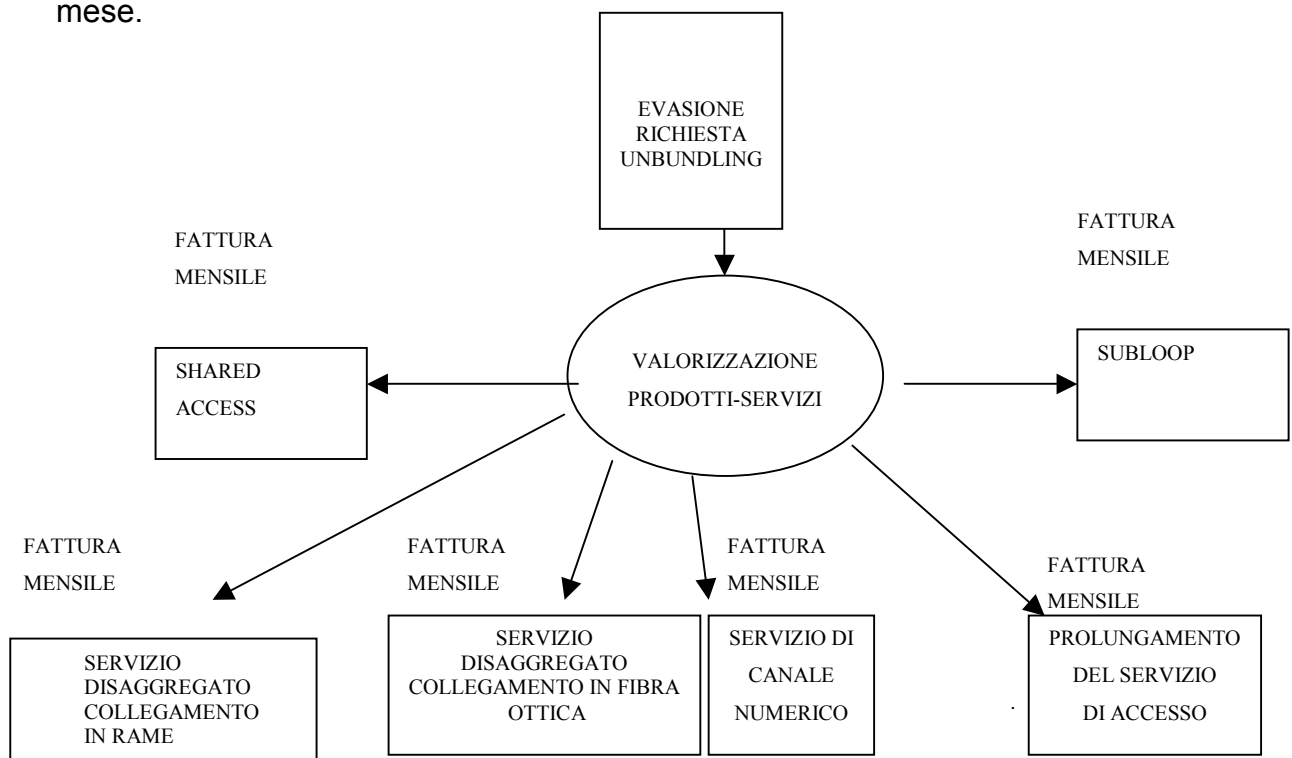 mese.
EVASIONE
RICHIESTA
UNBUNDLING
FATTURA
MENSILE
FATTURA
MENSILE
SHARED
ACCESS
VALORIZZAZIONE
PRODOTTI-SERVIZI
SUBLOOP
FATTURA
MENSILE
FATTURA
MENSILE
FATTURA
MENSILE
FATTURA
MENSILE
SERVIZIO
DISAGGREGATO
COLLEGAMENTO
IN RAME
SERVIZIO
DISAGGREGATO
COLLEGAMENTO IN FIBRA
OTTICA
SERVIZIO DI
CANALE
NUMERICO
.
PROLUNGAMENTO
DEL SERVIZIO
DI ACCESSO